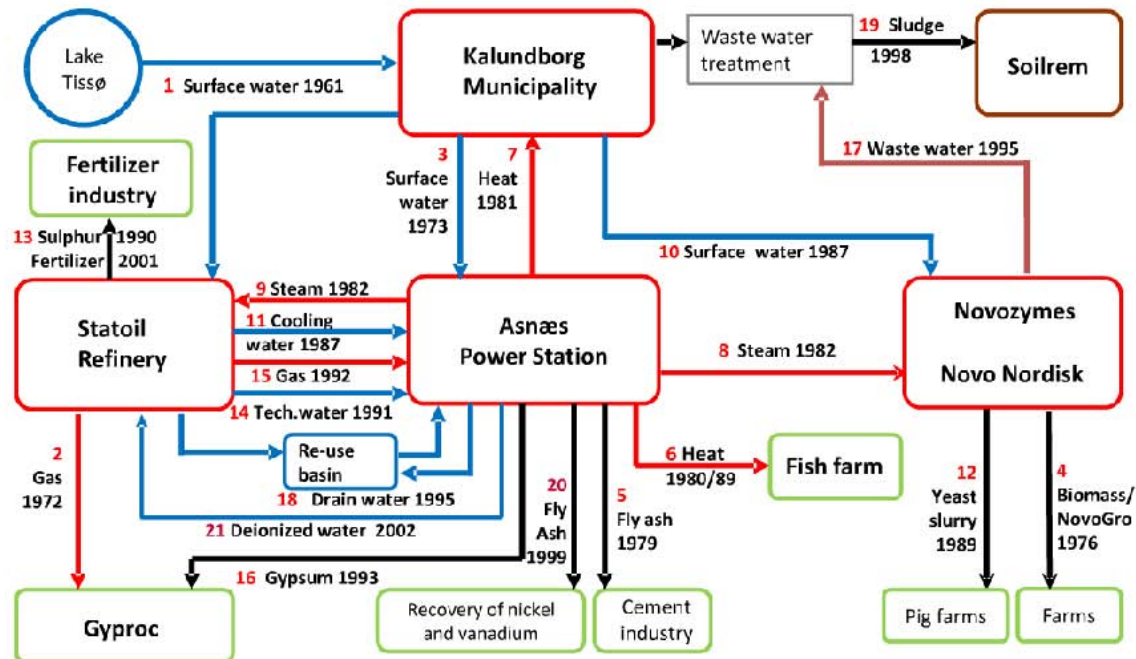 Lake
Tissø
1 Surface water 1961
Kalundborg
Municipality
Waste water
treatment
19 Sludge
1998
Soilrem
Fertilizer
industry
13 Sulphur 1990
Fertilizer 2001
3
Surface
water
1973
7
Heat
1981
17 Waste water 1995
10 Surface water 1987
Statoil
Refinery
9 Steam 1982
11 Cooling
water 1987
15 Gas 1992
14 Tech.water 1991
Asnæs
Power Station
8 Steam 1982
Novozymes
Novo Nordisk
2
Gas
1972
Re-use
basin
18 Drain water 1995
21 Deionized water 2002
16 Gypsum 1993
20
Fly
Ash
1999
5
Fly ash
1979
6 Heat
1980/89
Fish farm
12
Yeast
slurry
1989
4
Biomass/
NovoGro
1976
Gyproc
Recovery of nickel
and vanadium
Cement
industry
Pig farms
Farms